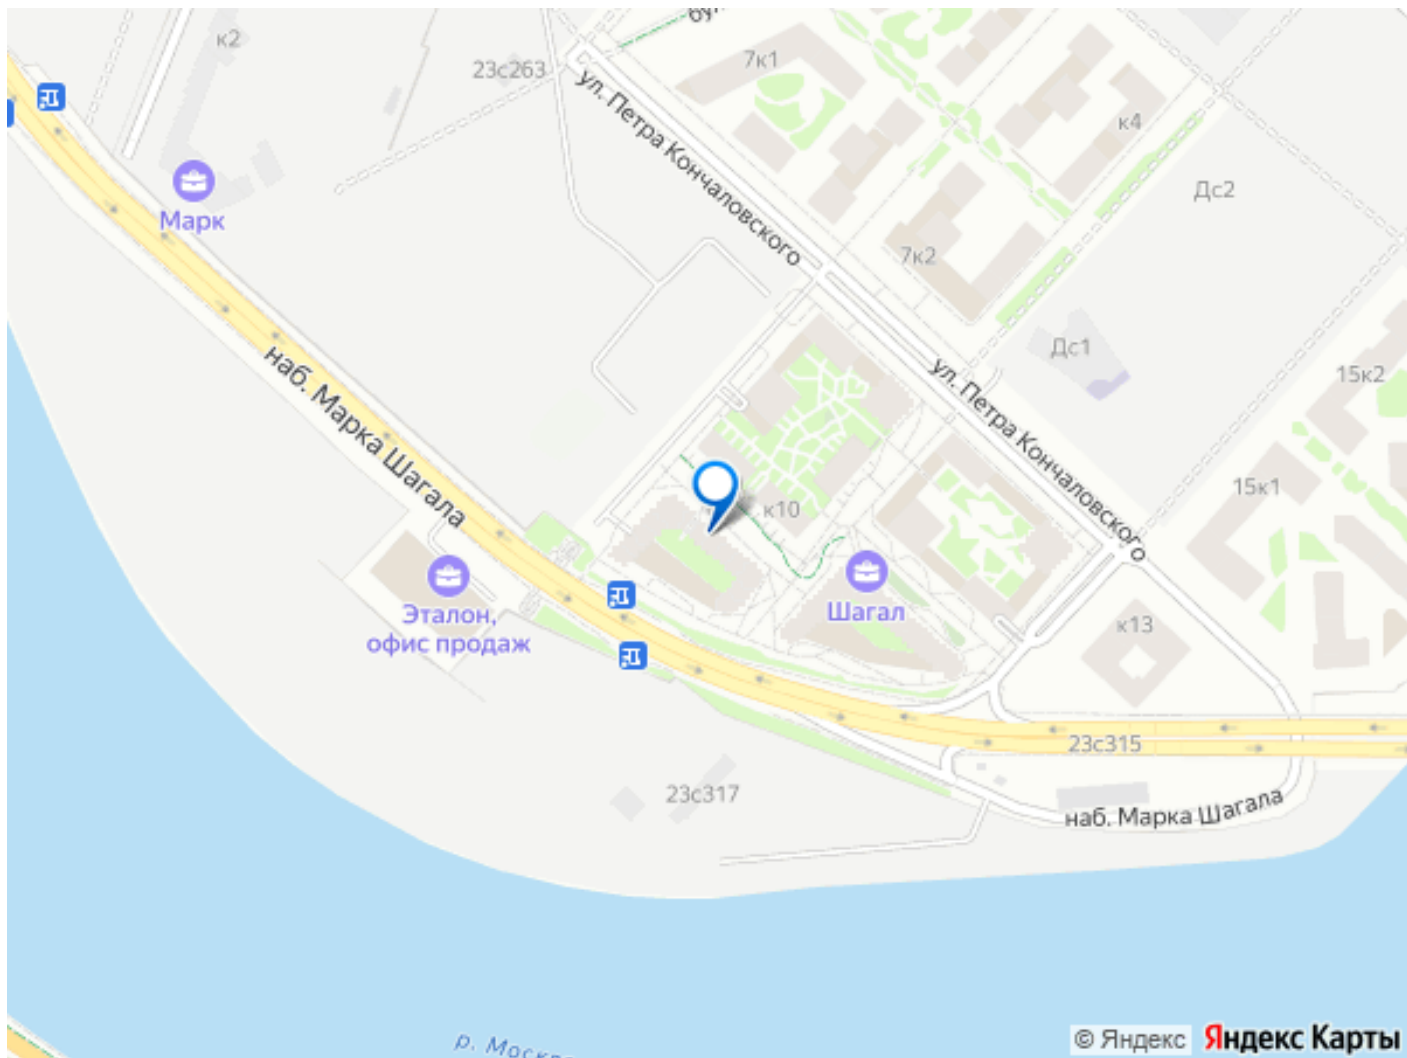 к2
23с263
7к1
ул. Петра Кончаловского
к4
Марк
Дс2
7к2
наб. Марка Шагала
Дс1
ул. Петра Кончаловского
15к2
15к1
к10
Эталон,
офис продаж
Шагал
к13
23с315
23с317
наб. Марка Шагала
р.
© Яндекс
Яндекс Карты